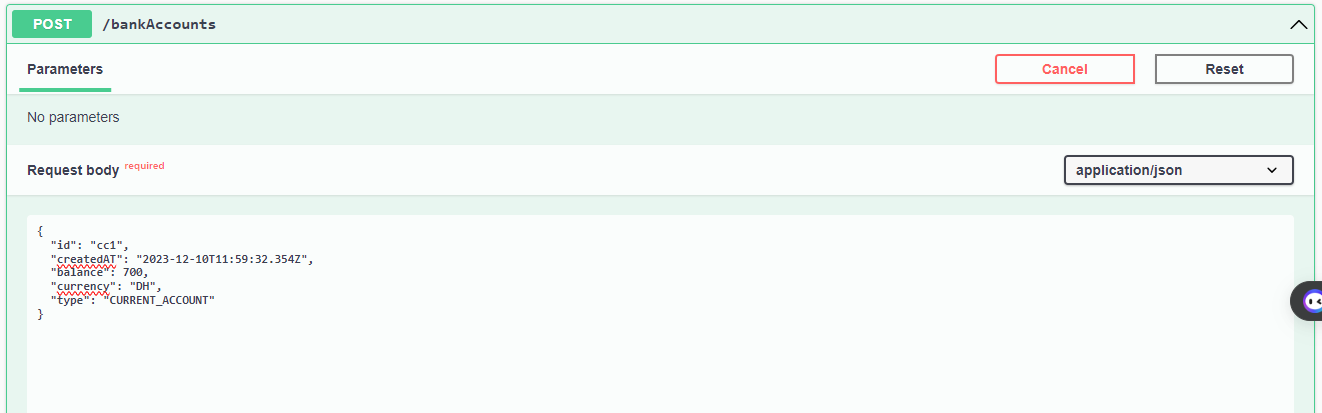 POST /bankAccounts
Parameters
Cancel
Reset
No parameters
Request body required
application/json
{
"id": "cc1",
"createdAT": "2023-12-10T11:59:32.354Z",
"balance": 700,
"currency": "DH",
"type": "CURRENT_ACCOUNT"
}